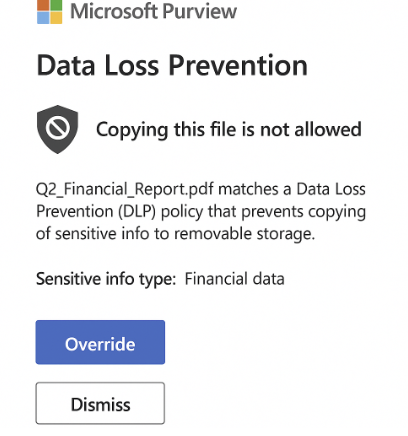 Microsoft Purview
Data Loss Prevention
Copying this file is not allowed
Q2_Financial_Report.pdf matches a Data Loss
Prevention (DLP) policy that prevents copying
of sensitive info to removable storage.
Sensitive info type: Financial data
Override
Dismiss